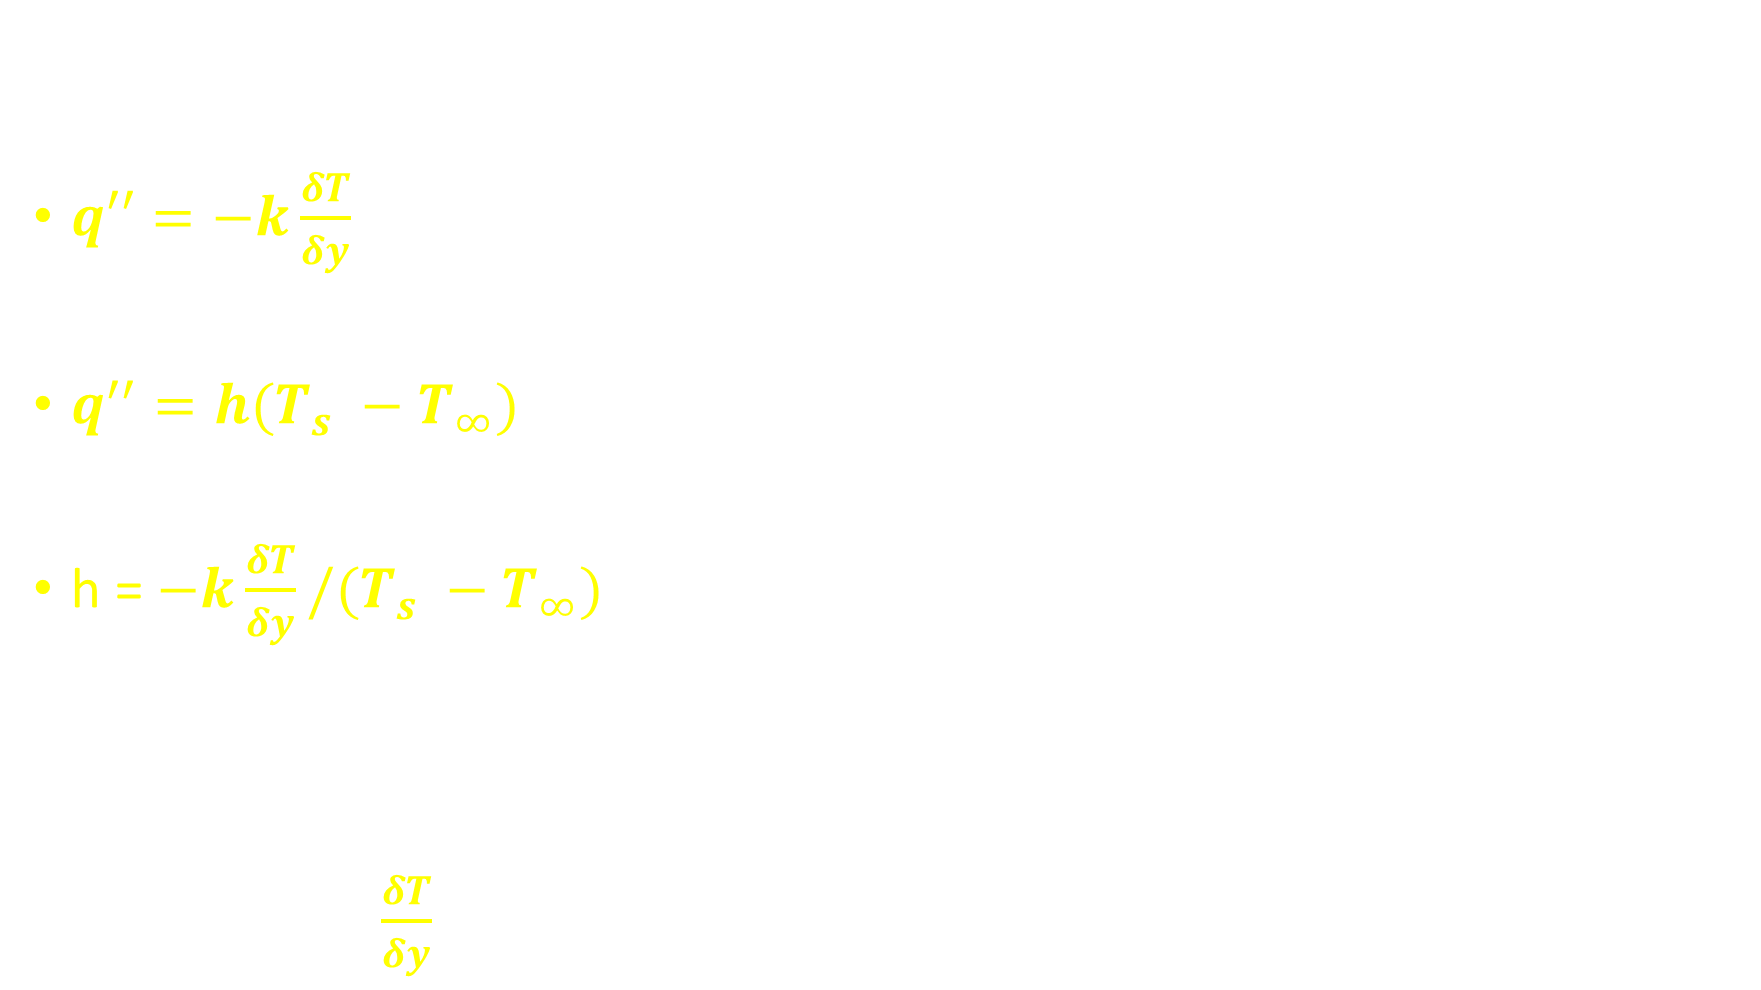 • q′′ = −k δT/δy
• q′′ = h(Tₛ − T∞)
• h = −k δT/δy /(Tₛ − T∞)
δT/δy